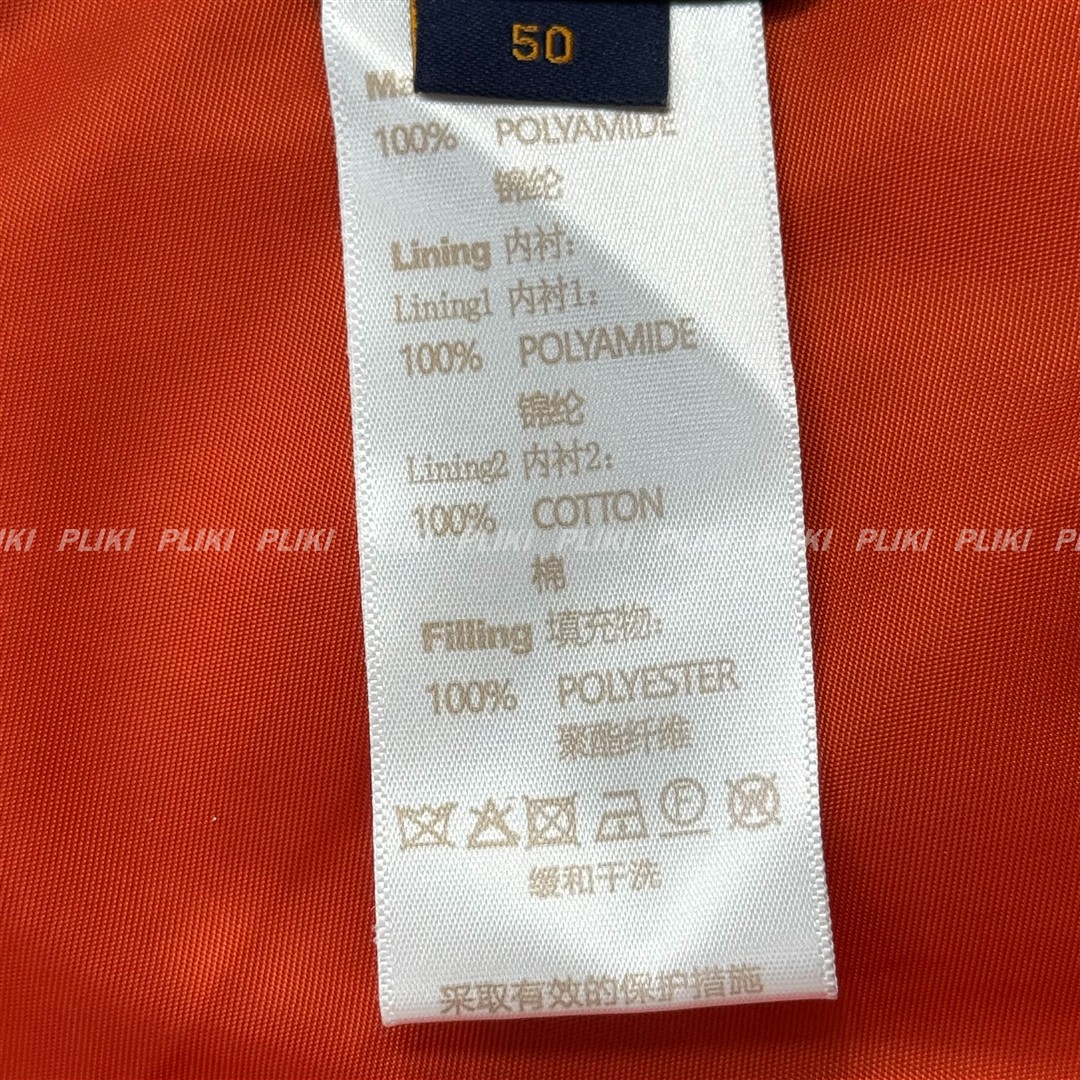 50
100% POLYAMIDE
锦纶
Lining 内衬:
Lining1 内衬1:
100% POLYAMIDE
锦纶
Lining2 内衬2:
100% COTTON
PLIKI PLIKI PLIKI PLIKI PLIKI PLIKI
棉
Filling 填充物:
100% POLYESTER
聚酯纤维
F W
缓和干洗
采取有效的保护措施